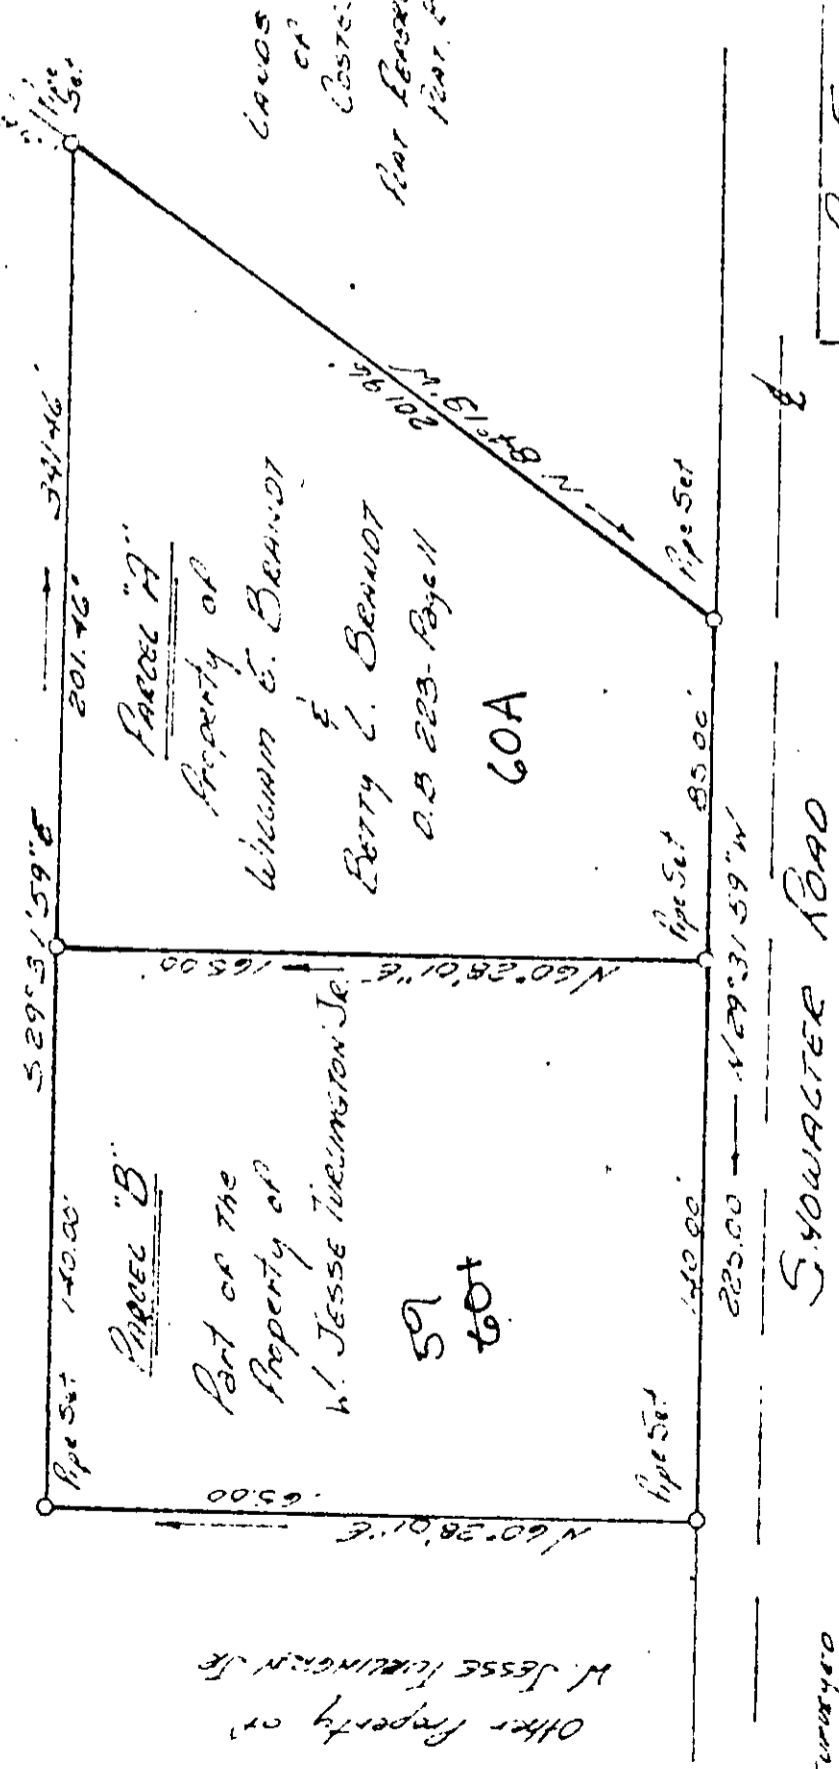 S 29°31'59" E
341.46'
201.46'
Pipe Set
140.00'
PARCEL "B"
Part of the
Property of
W. JESSE TURLINGTON JR.
59
60+
PARCEL "A"
Property of
WILLIAM E. BRANDT
&
BETTY L. BRANDT
D.B 223-Page 11
60A
LANDS
OF
PLAT
N 60°28'01" E
165.00'
N 60°28'01" E
65.00
201.96'
N 84°19' W
Pipe Set
Pipe Set
Pipe Set
Pipe Set
140.00'
85.00'
225.00
N 29°31'59" W
SHOWALTER ROAD
Other Property of
W. JESSE TURLINGTON JR